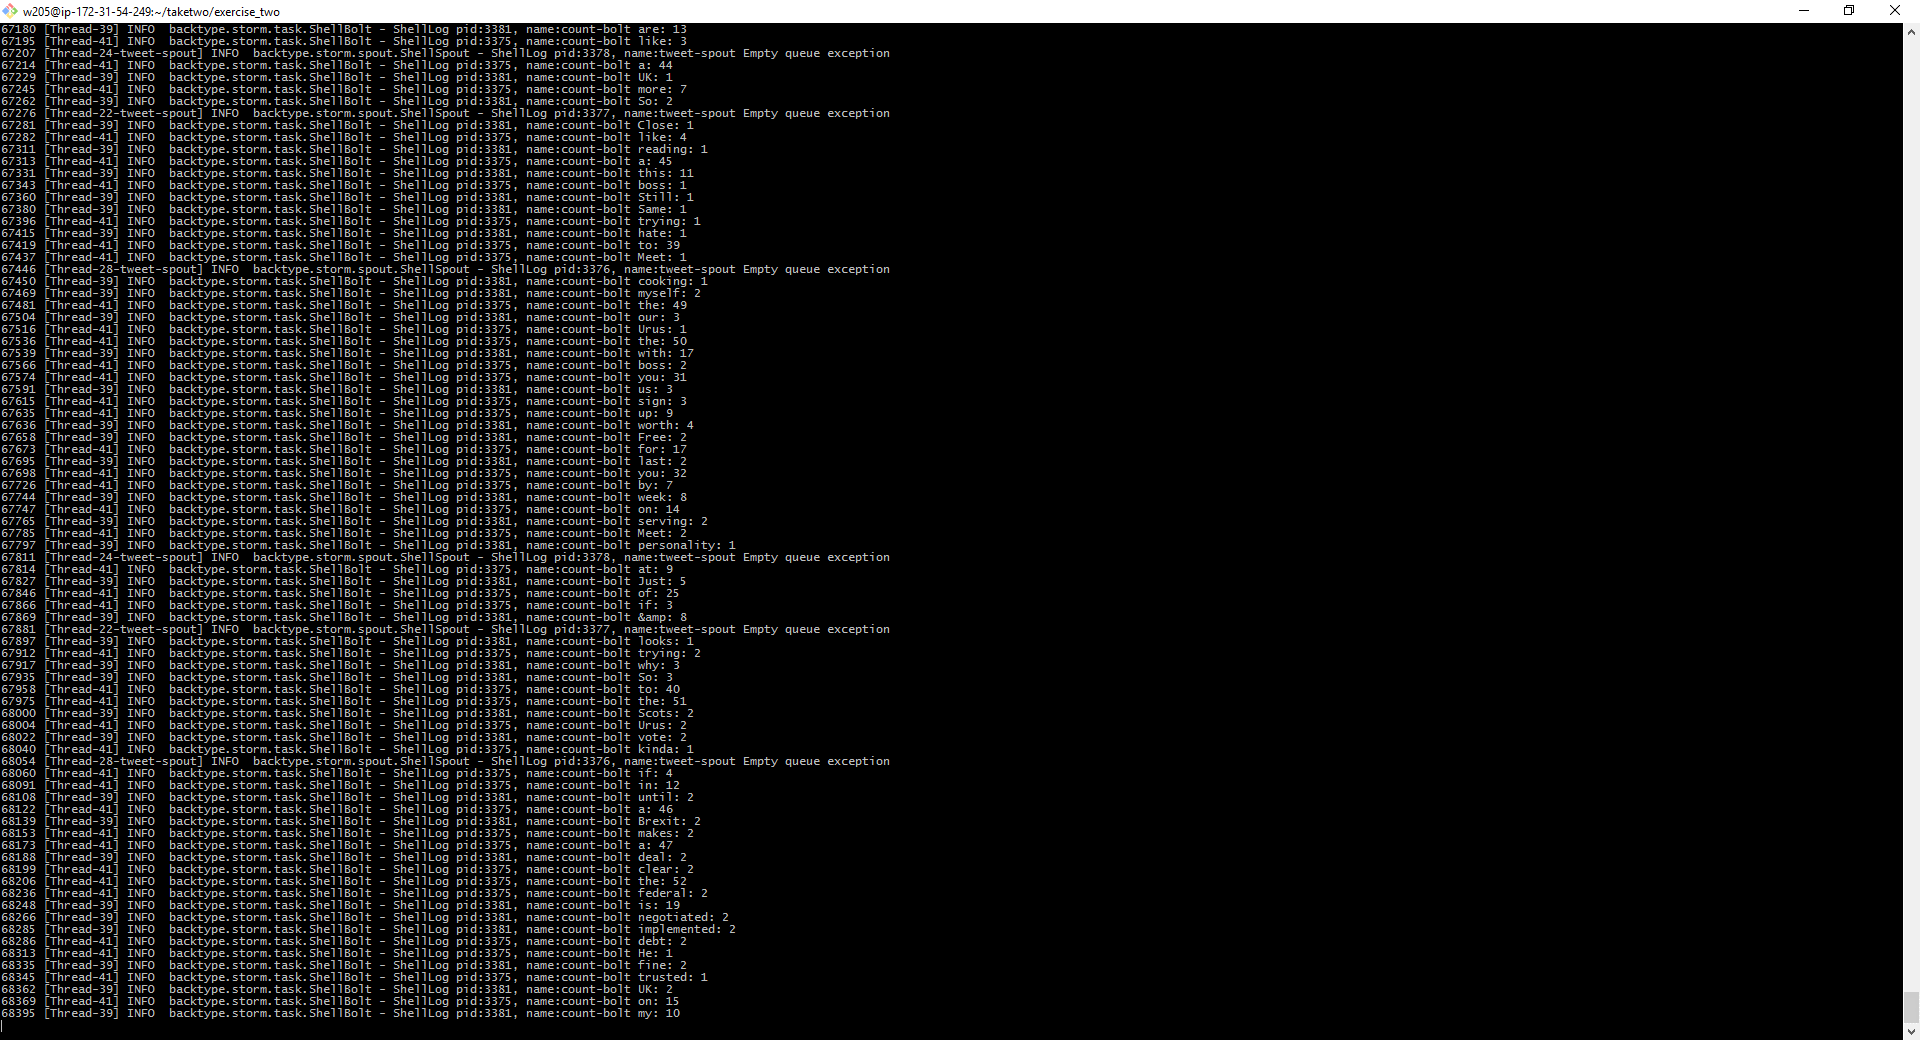 w205@ip-172-31-54-249:~/taketwo/exercise_two
67180 [Thread-39] INFO  backtype.storm.task.ShellBolt - ShellLog pid:3381, name:count-bolt are: 13
67195 [Thread-41] INFO  backtype.storm.task.ShellBolt - ShellLog pid:3375, name:count-bolt like: 3
67207 [Thread-24-tweet-spout] INFO  backtype.storm.spout.ShellSpout - ShellLog pid:3378, name:tweet-spout Empty queue exception
67214 [Thread-41] INFO  backtype.storm.task.ShellBolt - ShellLog pid:3375, name:count-bolt a: 44
67229 [Thread-39] INFO  backtype.storm.task.ShellBolt - ShellLog pid:3381, name:count-bolt UK: 1
67245 [Thread-41] INFO  backtype.storm.task.ShellBolt - ShellLog pid:3375, name:count-bolt more: 7
67262 [Thread-39] INFO  backtype.storm.task.ShellBolt - ShellLog pid:3381, name:count-bolt So: 2
67276 [Thread-22-tweet-spout] INFO  backtype.storm.spout.ShellSpout - ShellLog pid:3377, name:tweet-spout Empty queue exception
67281 [Thread-39] INFO  backtype.storm.task.ShellBolt - ShellLog pid:3381, name:count-bolt Close: 1
67282 [Thread-41] INFO  backtype.storm.task.ShellBolt - ShellLog pid:3375, name:count-bolt like: 4
67311 [Thread-39] INFO  backtype.storm.task.ShellBolt - ShellLog pid:3381, name:count-bolt reading: 1
67313 [Thread-41] INFO  backtype.storm.task.ShellBolt - ShellLog pid:3375, name:count-bolt a: 45
67331 [Thread-39] INFO  backtype.storm.task.ShellBolt - ShellLog pid:3381, name:count-bolt this: 11
67343 [Thread-41] INFO  backtype.storm.task.ShellBolt - ShellLog pid:3375, name:count-bolt boss: 1
67360 [Thread-39] INFO  backtype.storm.task.ShellBolt - ShellLog pid:3381, name:count-bolt Still: 1
67380 [Thread-39] INFO  backtype.storm.task.ShellBolt - ShellLog pid:3381, name:count-bolt Same: 1
67396 [Thread-41] INFO  backtype.storm.task.ShellBolt - ShellLog pid:3375, name:count-bolt trying: 1
67415 [Thread-39] INFO  backtype.storm.task.ShellBolt - ShellLog pid:3381, name:count-bolt hate: 1
67419 [Thread-41] INFO  backtype.storm.task.ShellBolt - ShellLog pid:3375, name:count-bolt to: 39
67437 [Thread-41] INFO  backtype.storm.task.ShellBolt - ShellLog pid:3375, name:count-bolt Meet: 1
67446 [Thread-28-tweet-spout] INFO  backtype.storm.spout.ShellSpout - ShellLog pid:3376, name:tweet-spout Empty queue exception
67450 [Thread-39] INFO  backtype.storm.task.ShellBolt - ShellLog pid:3381, name:count-bolt cooking: 1
67469 [Thread-39] INFO  backtype.storm.task.ShellBolt - ShellLog pid:3381, name:count-bolt myself: 2
67481 [Thread-41] INFO  backtype.storm.task.ShellBolt - ShellLog pid:3375, name:count-bolt the: 49
67504 [Thread-39] INFO  backtype.storm.task.ShellBolt - ShellLog pid:3381, name:count-bolt our: 3
67516 [Thread-41] INFO  backtype.storm.task.ShellBolt - ShellLog pid:3375, name:count-bolt Urus: 1
67536 [Thread-41] INFO  backtype.storm.task.ShellBolt - ShellLog pid:3375, name:count-bolt the: 50
67539 [Thread-39] INFO  backtype.storm.task.ShellBolt - ShellLog pid:3381, name:count-bolt with: 17
67566 [Thread-41] INFO  backtype.storm.task.ShellBolt - ShellLog pid:3375, name:count-bolt boss: 2
67574 [Thread-41] INFO  backtype.storm.task.ShellBolt - ShellLog pid:3375, name:count-bolt you: 31
67591 [Thread-39] INFO  backtype.storm.task.ShellBolt - ShellLog pid:3381, name:count-bolt us: 3
67615 [Thread-41] INFO  backtype.storm.task.ShellBolt - ShellLog pid:3375, name:count-bolt sign: 3
67635 [Thread-41] INFO  backtype.storm.task.ShellBolt - ShellLog pid:3375, name:count-bolt up: 9
67636 [Thread-39] INFO  backtype.storm.task.ShellBolt - ShellLog pid:3381, name:count-bolt worth: 4
67658 [Thread-39] INFO  backtype.storm.task.ShellBolt - ShellLog pid:3381, name:count-bolt Free: 2
67673 [Thread-41] INFO  backtype.storm.task.ShellBolt - ShellLog pid:3375, name:count-bolt for: 17
67695 [Thread-39] INFO  backtype.storm.task.ShellBolt - ShellLog pid:3381, name:count-bolt last: 2
67698 [Thread-41] INFO  backtype.storm.task.ShellBolt - ShellLog pid:3375, name:count-bolt you: 32
67726 [Thread-41] INFO  backtype.storm.task.ShellBolt - ShellLog pid:3375, name:count-bolt by: 7
67744 [Thread-39] INFO  backtype.storm.task.ShellBolt - ShellLog pid:3381, name:count-bolt week: 8
67747 [Thread-41] INFO  backtype.storm.task.ShellBolt - ShellLog pid:3375, name:count-bolt on: 14
67765 [Thread-39] INFO  backtype.storm.task.ShellBolt - ShellLog pid:3381, name:count-bolt serving: 2
67785 [Thread-41] INFO  backtype.storm.task.ShellBolt - ShellLog pid:3375, name:count-bolt Meet: 2
67797 [Thread-39] INFO  backtype.storm.task.ShellBolt - ShellLog pid:3381, name:count-bolt personality: 1
67811 [Thread-24-tweet-spout] INFO  backtype.storm.spout.ShellSpout - ShellLog pid:3378, name:tweet-spout Empty queue exception
67814 [Thread-41] INFO  backtype.storm.task.ShellBolt - ShellLog pid:3375, name:count-bolt at: 9
67827 [Thread-39] INFO  backtype.storm.task.ShellBolt - ShellLog pid:3381, name:count-bolt Just: 5
67846 [Thread-41] INFO  backtype.storm.task.ShellBolt - ShellLog pid:3375, name:count-bolt of: 25
67866 [Thread-41] INFO  backtype.storm.task.ShellBolt - ShellLog pid:3375, name:count-bolt if: 3
67869 [Thread-39] INFO  backtype.storm.task.ShellBolt - ShellLog pid:3381, name:count-bolt &amp: 8
67881 [Thread-22-tweet-spout] INFO  backtype.storm.spout.ShellSpout - ShellLog pid:3377, name:tweet-spout Empty queue exception
67897 [Thread-39] INFO  backtype.storm.task.ShellBolt - ShellLog pid:3381, name:count-bolt looks: 1
67912 [Thread-41] INFO  backtype.storm.task.ShellBolt - ShellLog pid:3375, name:count-bolt trying: 2
67917 [Thread-39] INFO  backtype.storm.task.ShellBolt - ShellLog pid:3381, name:count-bolt why: 3
67935 [Thread-39] INFO  backtype.storm.task.ShellBolt - ShellLog pid:3381, name:count-bolt So: 3
67958 [Thread-41] INFO  backtype.storm.task.ShellBolt - ShellLog pid:3375, name:count-bolt to: 40
67975 [Thread-41] INFO  backtype.storm.task.ShellBolt - ShellLog pid:3375, name:count-bolt the: 51
68000 [Thread-39] INFO  backtype.storm.task.ShellBolt - ShellLog pid:3381, name:count-bolt Scots: 2
68004 [Thread-41] INFO  backtype.storm.task.ShellBolt - ShellLog pid:3375, name:count-bolt Urus: 2
68022 [Thread-39] INFO  backtype.storm.task.ShellBolt - ShellLog pid:3381, name:count-bolt vote: 2
68040 [Thread-41] INFO  backtype.storm.task.ShellBolt - ShellLog pid:3375, name:count-bolt kinda: 1
68054 [Thread-28-tweet-spout] INFO  backtype.storm.spout.ShellSpout - ShellLog pid:3376, name:tweet-spout Empty queue exception
68060 [Thread-41] INFO  backtype.storm.task.ShellBolt - ShellLog pid:3375, name:count-bolt if: 4
68091 [Thread-41] INFO  backtype.storm.task.ShellBolt - ShellLog pid:3375, name:count-bolt in: 12
68108 [Thread-39] INFO  backtype.storm.task.ShellBolt - ShellLog pid:3381, name:count-bolt until: 2
68122 [Thread-41] INFO  backtype.storm.task.ShellBolt - ShellLog pid:3375, name:count-bolt a: 46
68139 [Thread-39] INFO  backtype.storm.task.ShellBolt - ShellLog pid:3381, name:count-bolt Brexit: 2
68153 [Thread-41] INFO  backtype.storm.task.ShellBolt - ShellLog pid:3375, name:count-bolt makes: 2
68173 [Thread-41] INFO  backtype.storm.task.ShellBolt - ShellLog pid:3375, name:count-bolt a: 47
68188 [Thread-39] INFO  backtype.storm.task.ShellBolt - ShellLog pid:3381, name:count-bolt deal: 2
68199 [Thread-41] INFO  backtype.storm.task.ShellBolt - ShellLog pid:3375, name:count-bolt clear: 2
68206 [Thread-41] INFO  backtype.storm.task.ShellBolt - ShellLog pid:3375, name:count-bolt the: 52
68236 [Thread-41] INFO  backtype.storm.task.ShellBolt - ShellLog pid:3375, name:count-bolt federal: 2
68248 [Thread-39] INFO  backtype.storm.task.ShellBolt - ShellLog pid:3381, name:count-bolt is: 19
68266 [Thread-39] INFO  backtype.storm.task.ShellBolt - ShellLog pid:3381, name:count-bolt negotiated: 2
68285 [Thread-39] INFO  backtype.storm.task.ShellBolt - ShellLog pid:3381, name:count-bolt implemented: 2
68286 [Thread-41] INFO  backtype.storm.task.ShellBolt - ShellLog pid:3375, name:count-bolt debt: 2
68313 [Thread-41] INFO  backtype.storm.task.ShellBolt - ShellLog pid:3375, name:count-bolt He: 1
68335 [Thread-39] INFO  backtype.storm.task.ShellBolt - ShellLog pid:3381, name:count-bolt fine: 2
68345 [Thread-41] INFO  backtype.storm.task.ShellBolt - ShellLog pid:3375, name:count-bolt trusted: 1
68362 [Thread-39] INFO  backtype.storm.task.ShellBolt - ShellLog pid:3381, name:count-bolt UK: 2
68369 [Thread-41] INFO  backtype.storm.task.ShellBolt - ShellLog pid:3375, name:count-bolt on: 15
68395 [Thread-39] INFO  backtype.storm.task.ShellBolt - ShellLog pid:3381, name:count-bolt my: 10